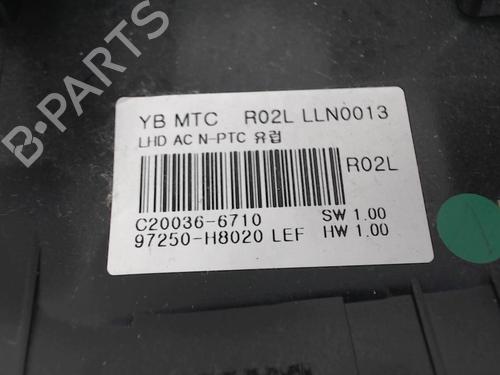 YB MTC R02L LLN0013
LHD AC N-PTC 유럽
R02L
C20036-6710 SW 1.00
97250-H8020 LEF HW 1.00
B-PARTS